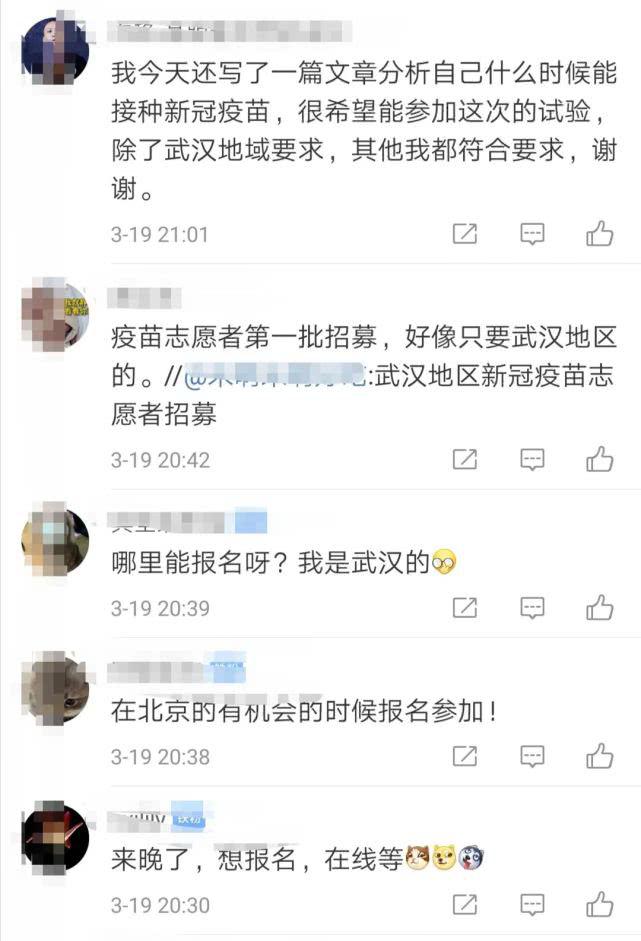 我今天还写了一篇文章分析自己什么时候能
接种新冠疫苗，很希望能参加这次的试验，
除了武汉地域要求，其他我都符合要求，谢
谢。
3-19 21:01
疫苗志愿者第一批招募，好像只要武汉地区
的。//@:武汉地区新冠疫苗志
愿者招募
3-19 20:42
哪里能报名呀？我是武汉的
3-19 20:39
在北京的有机会的时候报名参加！
3-19 20:38
来晚了，想报名，在线等
3-19 20:30